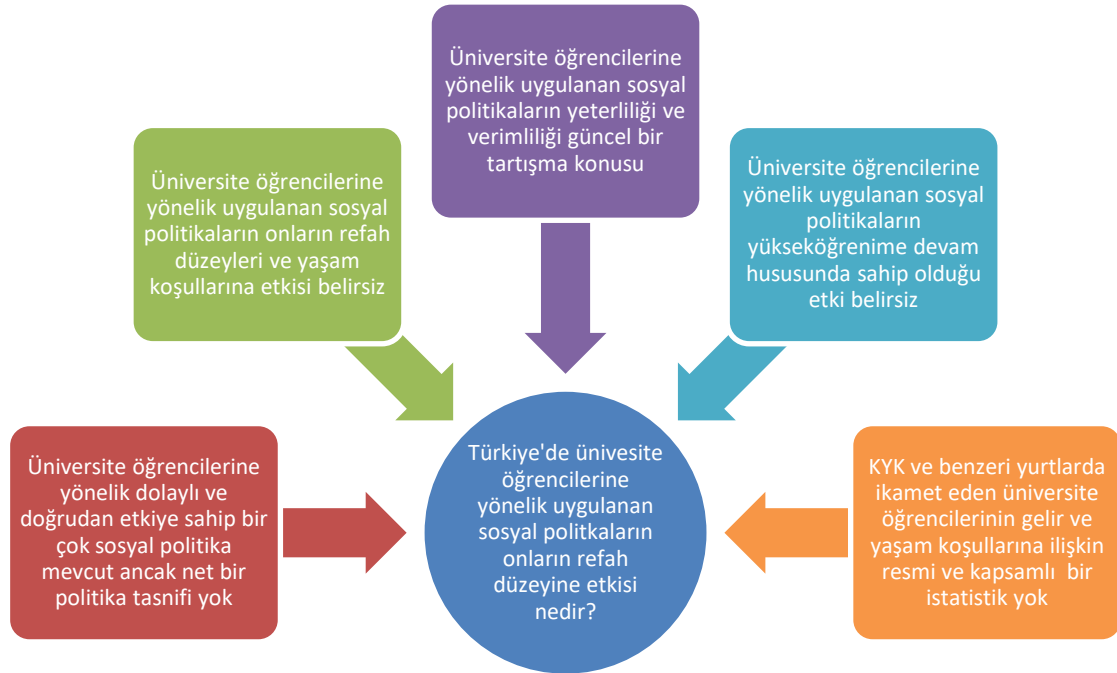 Üniversite öğrencilerine
yönelik uygulanan sosyal
politikaların yeterliliği ve
verimliliği güncel bir
tartışma konusu
Üniversite öğrencilerine
yönelik uygulanan sosyal
politikaların onların refah
düzeyleri ve yaşam
koşullarına etkisi belirsiz
Üniversite öğrencilerine
yönelik uygulanan sosyal
politikaların
yükseköğrenime devam
hususunda sahip olduğu
etki belirsiz
Üniversite öğrencilerine
yönelik dolaylı ve
doğrudan etkiye sahip bir
çok sosyal politika
mevcut ancak net bir
politika tasnifi yok
Türkiye'de ünivesite
öğrencilerine
yönelik uygulanan
sosyal politkaların
onların refah
düzeyine etkisi
nedir?
KYK ve benzeri yurtlarda
ikamet eden üniversite
öğrencilerinin gelir ve
yaşam koşullarına ilişkin
resmi ve kapsamlı bir
istatistik yok